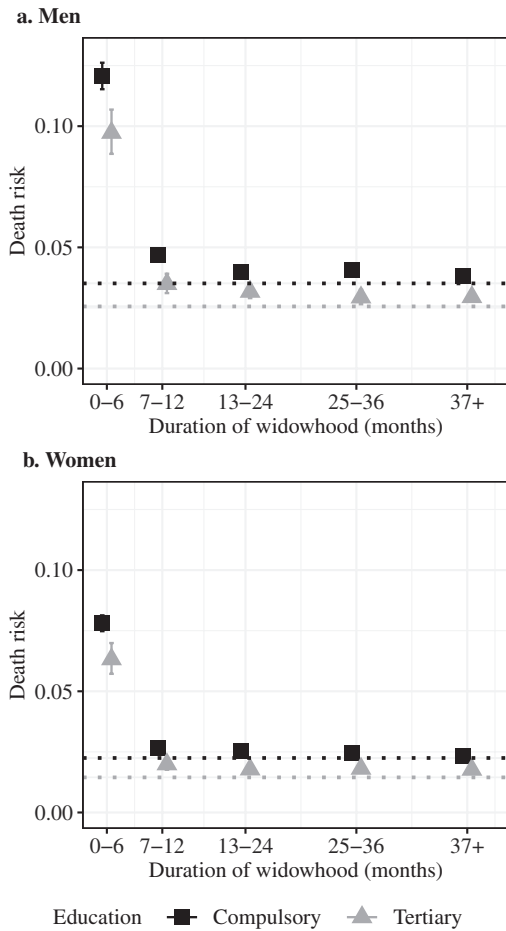 a. Men
0.10
0.05
0.00
Death risk
0–6 7–12 13–24 25–36 37+
Duration of widowhood (months)
b. Women
0.10
0.05
0.00
Death risk
0–6 7–12 13–24 25–36 37+
Duration of widowhood (months)
Education Compulsory Tertiary